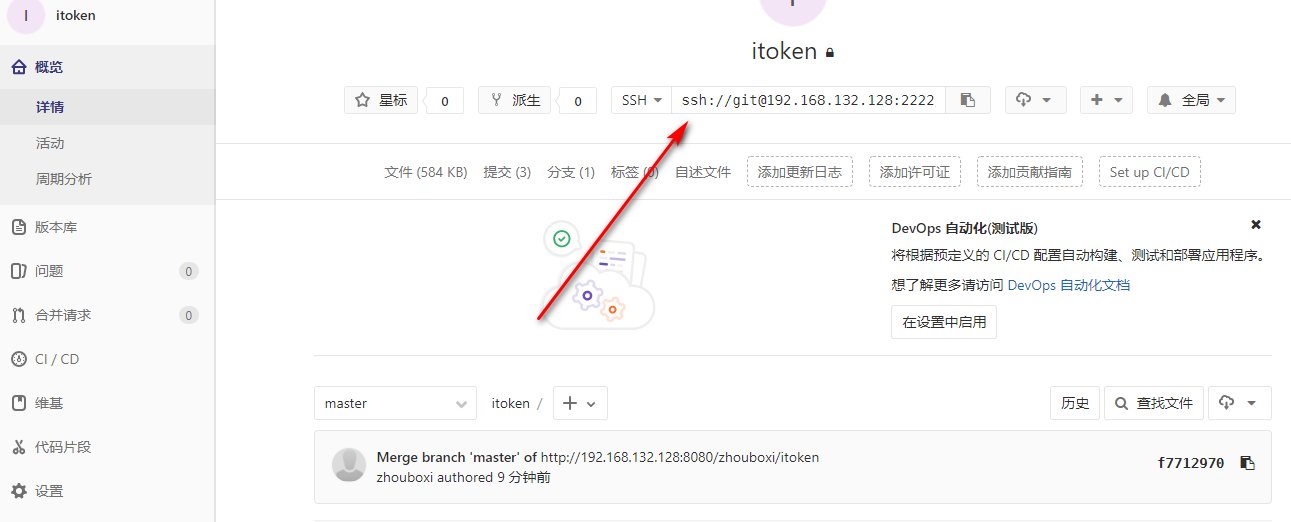 I itoken
概览
详情
活动
周期分析
版本库
问题 0
合并请求 0
CI / CD
维基
代码片段
设置
itoken
星标 0 派生 0 SSH ssh://git@192.168.132.128:2222 全局
文件 (584 KB) 提交 (3) 分支 (1) 标签 (0) 自述文件 添加更新日志 添加许可证 添加贡献指南 Set up CI/CD
DevOps 自动化(测试版)
将根据预定义的 CI/CD 配置自动构建、测试和部署应用程序。
想了解更多请访问 DevOps 自动化文档
在设置中启用
master itoken / 历史 查找文件
Merge branch 'master' of http://192.168.132.128:8080/zhouboxi/itoken
zhouboxi authored 9 分钟前
f7712970